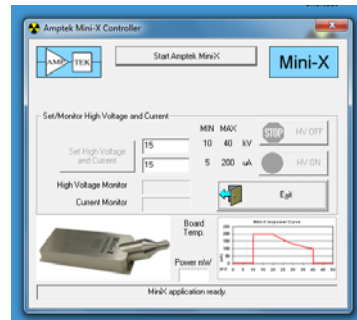 Amptek Mini-X Controller
AMP TEK
Start Amptek Mini-X
Mini-X
Set/Monitor High Voltage and Current
MIN MAX
Set High Voltage and Current
15
10 40 kV
STOP
HV OFF
15
5 200 uA
HV ON
High Voltage Monitor
Current Monitor
Exit
Board Temp.
Power mW
MiniX application ready.